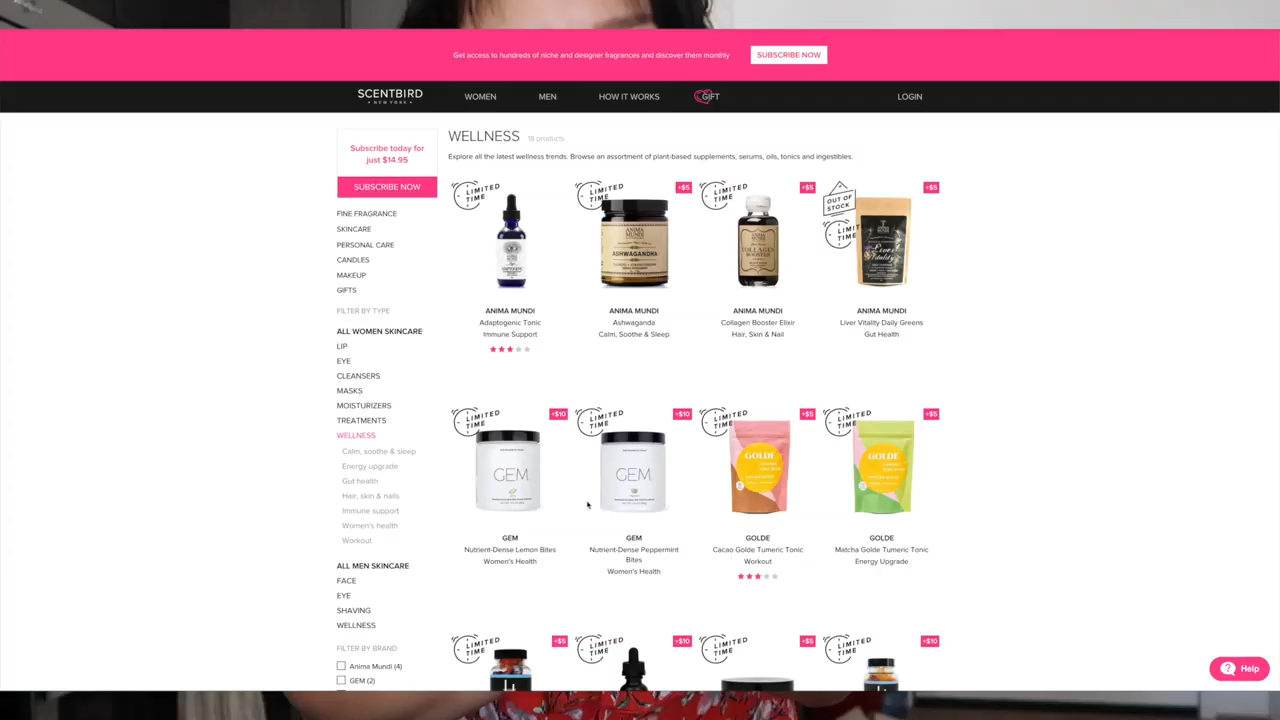 Get access to hundreds of niche and designer fragrances and discover them monthly
SUBSCRIBE NOW
SCENTBIRD
• NEW YORK •
WOMEN
MEN
HOW IT WORKS
GIFT
LOGIN
Subscribe today for
just $14.95
SUBSCRIBE NOW
FINE FRAGRANCE
SKINCARE
PERSONAL CARE
CANDLES
MAKEUP
GIFTS
FILTER BY TYPE
ALL WOMEN SKINCARE
LIP
EYE
CLEANSERS
MASKS
MOISTURIZERS
TREATMENTS
WELLNESS
Calm, soothe & sleep
Energy upgrade
Gut health
Hair, skin & nails
Immune support
Women's health
Workout
ALL MEN SKINCARE
FACE
EYE
SHAVING
WELLNESS
FILTER BY BRAND
Anima Mundi (4)
GEM (2)
WELLNESS 18 products
Explore all the latest wellness trends. Browse an assortment of plant-based supplements, serums, oils, tonics and ingestibles.
LIMITED TIME
ANIMA MUNDI
Adaptogenic Tonic
Immune Support
LIMITED TIME
+$5
ANIMA MUNDI
ASHWAGANDHA
ANIMA MUNDI
Ashwaganda
Calm, Soothe & Sleep
LIMITED TIME
+$5
COLLAGEN
BOOSTER
ANIMA MUNDI
Collagen Booster Elixir
Hair, Skin & Nail
OUT OF STOCK
LIMIT
+$5
Liver
Vitality
ANIMA MUNDI
Liver Vitality Daily Greens
Gut Health
LIMITED TIME
+$10
GEM
GEM
Nutrient-Dense Lemon Bites
Women's Health
LIMITED TIME
+$10
GEM
GEM
Nutrient-Dense Peppermint
Bites
Women's Health
LIMITED TIME
+$5
GOLDE
GOLDE
Cacao Golde Tumeric Tonic
Workout
LIMITED TIME
+$5
GOLDE
GOLDE
Matcha Golde Tumeric Tonic
Energy Upgrade
LIMITED TIME
+$5
LIMITED TIME
+$10
LIMITED TIME
+$5
LIMITED TIME
+$10
Help